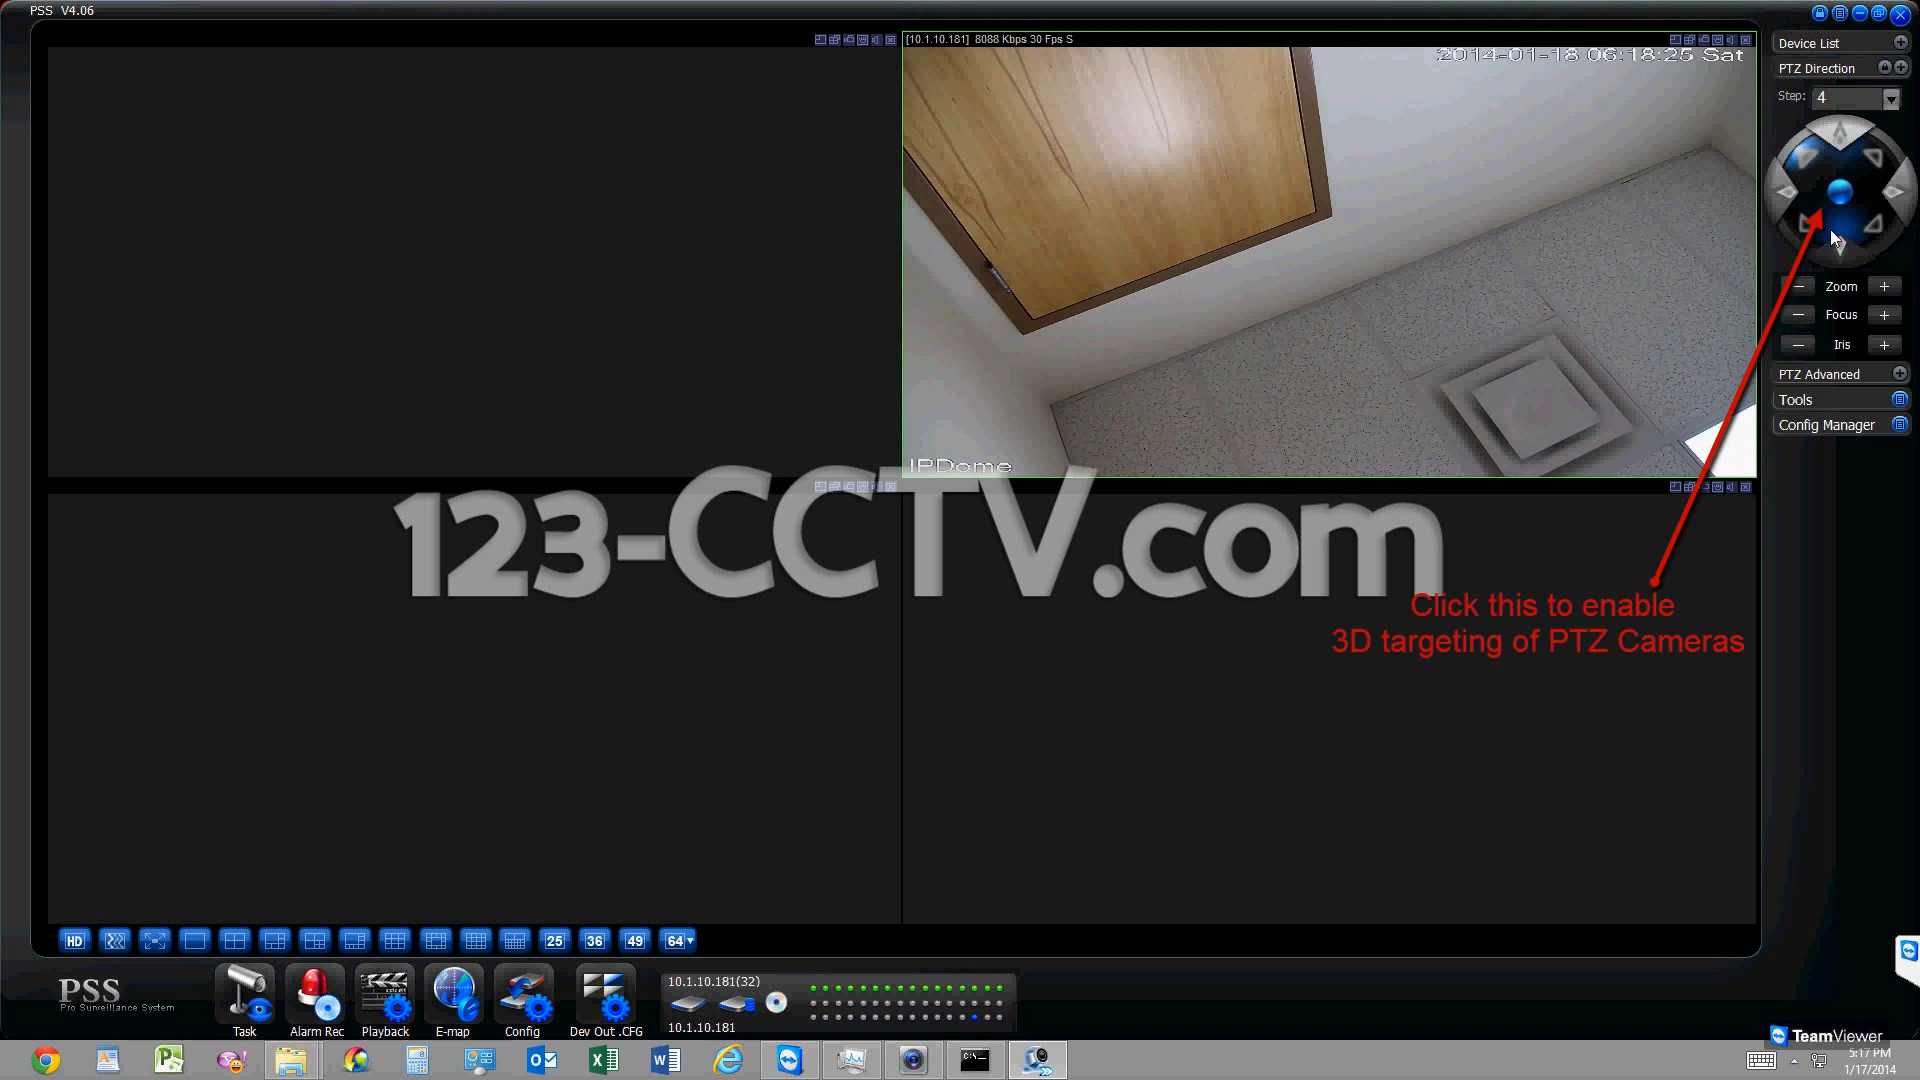 PSS V4.06
[10.1.10.181] 8088 Kbps 30 Fps S
2014-01-18 06:18:25 Sat
IPDome
Device List
PTZ Direction
Step: 4
Zoom
Focus
Iris
PTZ Advanced
Tools
Config Manager
123-CCTV.com
Click this to enable
3D targeting of PTZ Cameras
HD 25 36 49 64
PSS
Pro Surveillance System
Task
Alarm Rec
Playback
E-map
Config
Dev Out .CFG
10.1.10.181(32)
10.1.10.181
TeamViewer
5:17 PM
1/17/2014